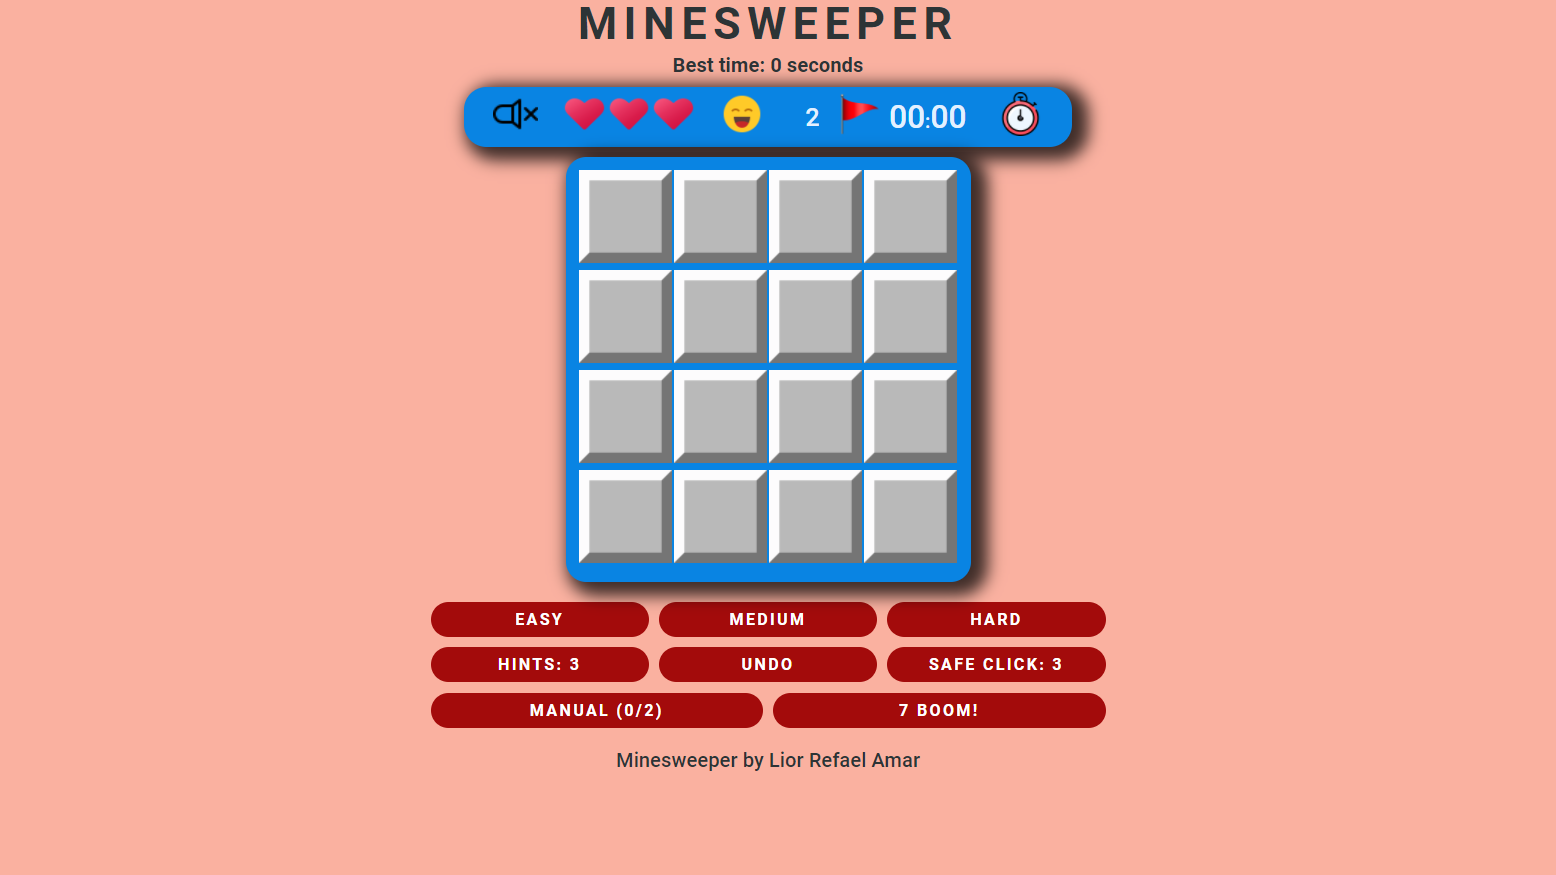 MINESWEEPER
Best time: 0 seconds
2 00:00
EASY MEDIUM HARD
HINTS: 3 UNDO SAFE CLICK: 3
MANUAL (0/2) 7 BOOM!
Minesweeper by Lior Refael Amar